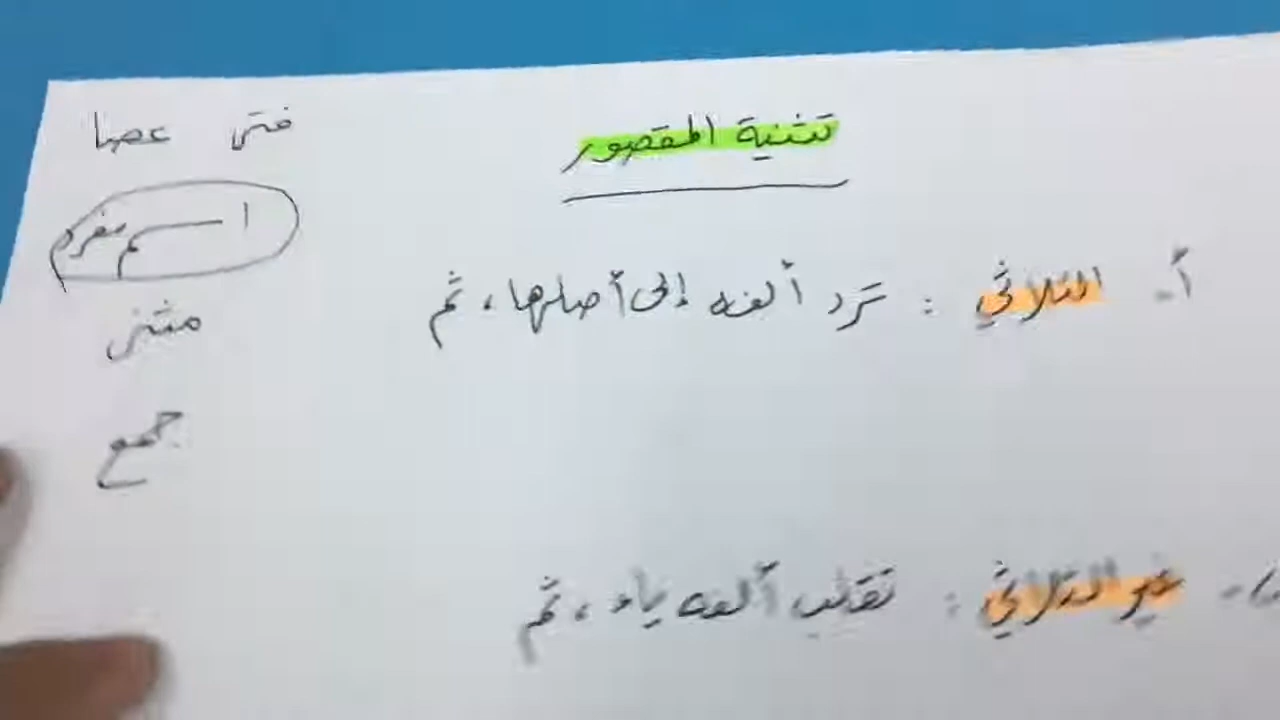 تثنية المقصور
أ- الثلاثي : تَرد ألفه إلى أصلها، ثم
ب- غير الثلاثي : تقلب ألفه ياء، ثم
فتى عصا
اسم مفرد
مثنى
جمع